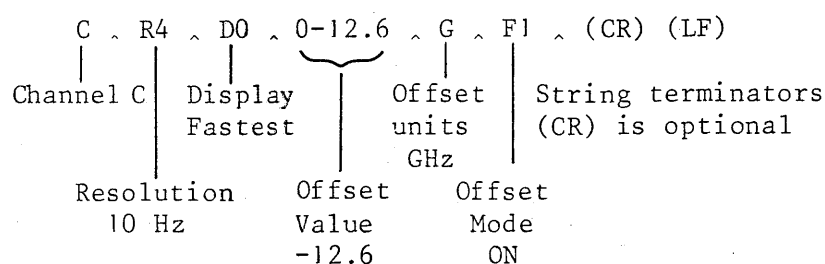 C ^ R4 ^ D0 ^ 0-12.6 ^ G ^ F1 ^ (CR) (LF)
Channel C Display Offset String terminators
Fastest units (CR) is optional
GHz
Resolution Offset Offset
10 Hz Value Mode
-12.6 ON